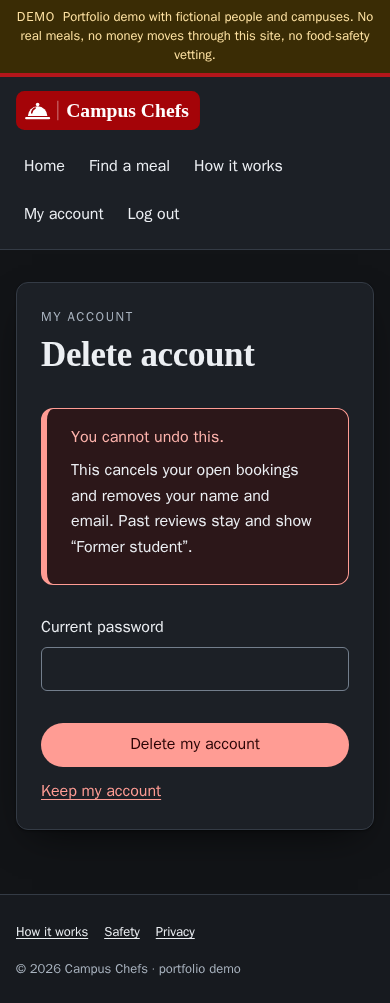 DEMO Portfolio demo with fictional people and campuses. No
real meals, no money moves through this site, no food-safety
vetting.
Campus Chefs
Home Find a meal How it works
My account Log out
MY ACCOUNT
Delete account
You cannot undo this.
This cancels your open bookings
and removes your name and
email. Past reviews stay and show
“Former student”.
Current password
Delete my account
Keep my account
How it works Safety Privacy
© 2026 Campus Chefs · portfolio demo